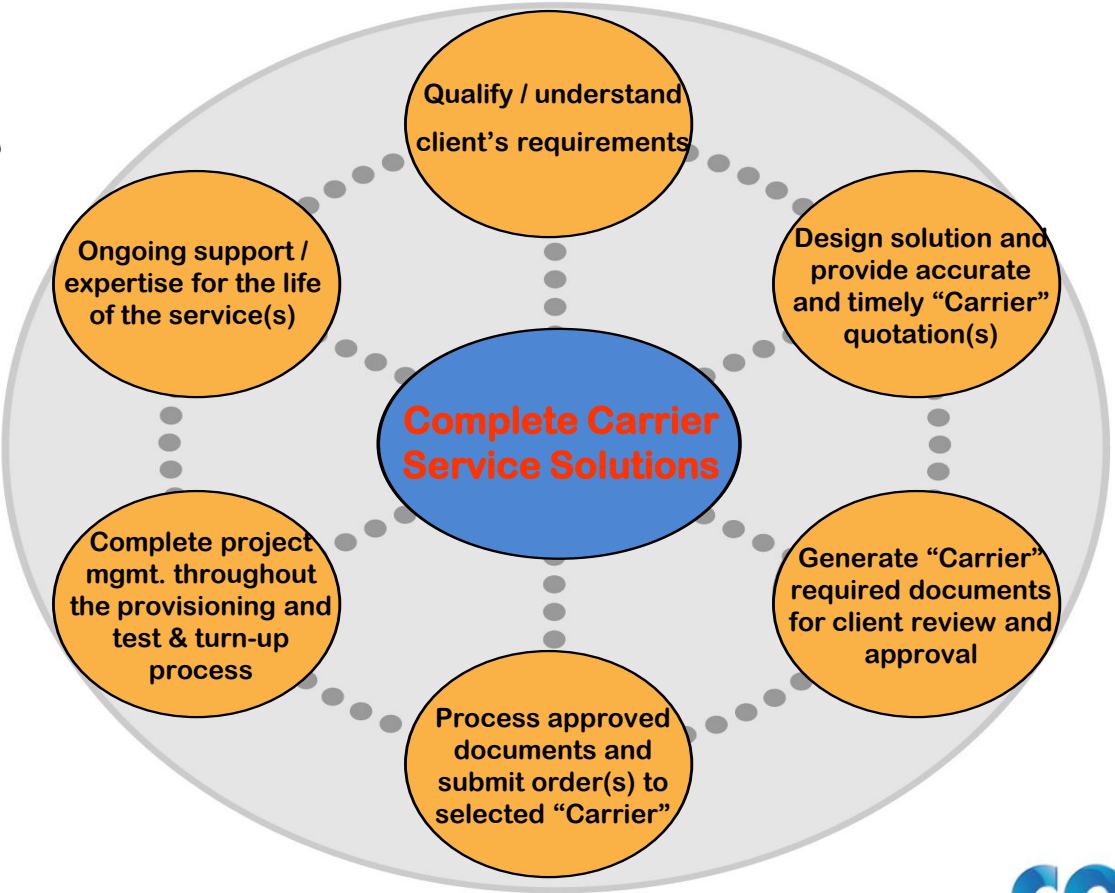 Qualify / understand
client’s requirements
Design solution and
provide accurate
and timely “Carrier”
quotation(s)
Generate “Carrier”
required documents
for client review and
approval
Process approved
documents and
submit order(s) to
selected “Carrier”
Complete project
mgmt. throughout
the provisioning and
test & turn-up
process
Ongoing support /
expertise for the life
of the service(s)
Complete Carrier
Service Solutions